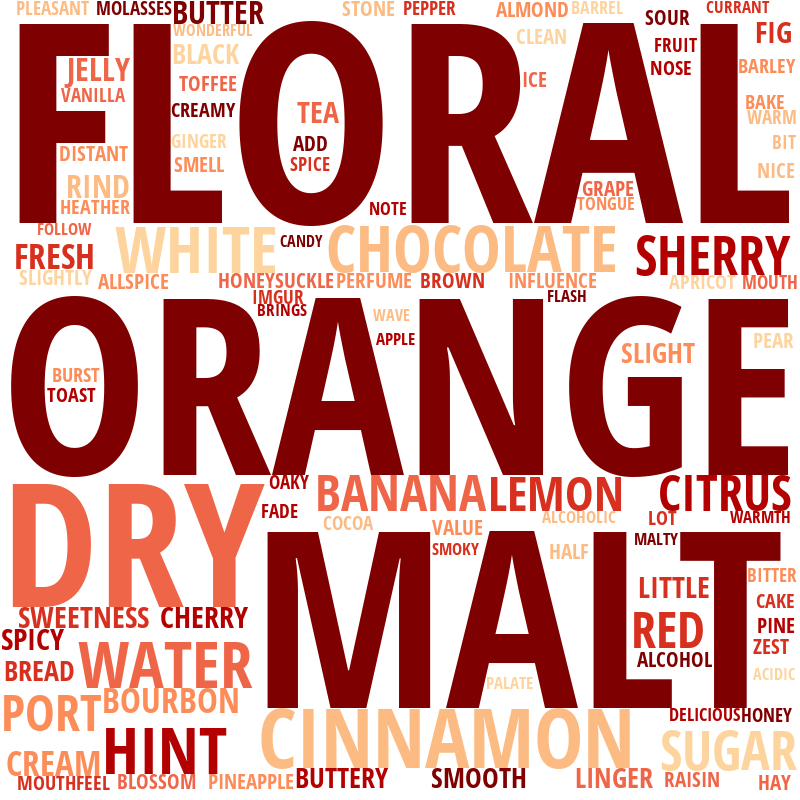 PLEASANT MOLASSES BUTTER STONE PEPPER ALMOND BARREL SOUR CURRANT
WONDERFUL CLEAN FIG
BLACK FRUIT
FLORAL
JELLY TOFFEE ICE NOSE BARLEY
VANILLA CREAMY TEA BAKE
WARM
GINGER ADD BIT
DISTANT SMELL SPICE NICE
RIND GRAPE
HEATHER NOTE TONGUE
FOLLOW
FRESH WHITE CANDY CHOCOLATE SHERRY
SLIGHTLY ALLSPICE HONEYSUCKLE PERFUME BROWN INFLUENCE APRICOT MOUTH
IMGUR FLASH
BRINGS WAVE
APPLE SLIGHT PEAR
ORANGE
BURST
TOAST
OAKY BANANA LEMON CITRUS
DRY
FADE COCOA VALUE ALCOHOLIC LOT WARMTH
SMOKY HALF MALTY
BITTER
LITTLE CAKE
SWEETNESS CHERRY RED PINE
SPICY ZEST
BREAD WATER ALCOHOL ACIDIC
MALT
PALATE
PORT BOURBON DELICIOUS HONEY
HINT CINNAMON SUGAR
CREAM
MOUTHFEEL BLOSSOM PINEAPPLE BUTTERY SMOOTH LINGER RAISIN HAY